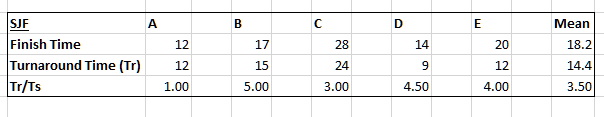 SJF A B C D E Mean
Finish Time 12 17 28 14 20 18.2
Turnaround Time (Tr) 12 15 24 9 12 14.4
Tr/Ts 1.00 5.00 3.00 4.50 4.00 3.50